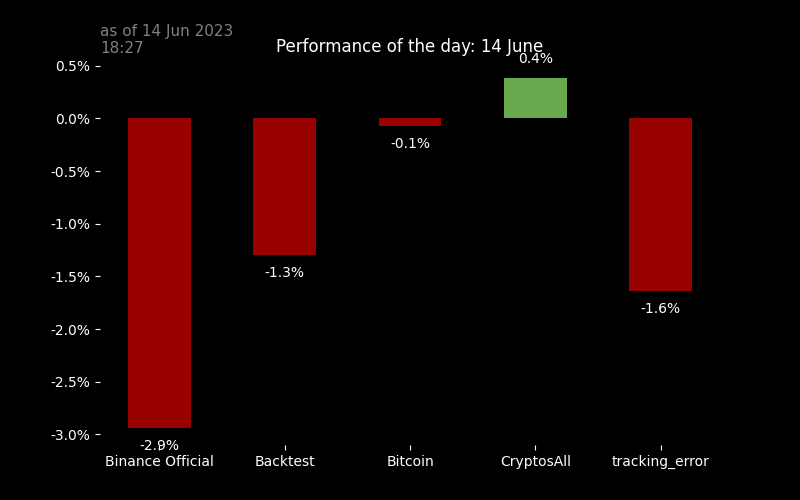 as of 14 Jun 2023
18:27
Performance of the day: 14 June
0.5%
0.0%
-0.5%
-1.0%
-1.5%
-2.0%
-2.5%
-3.0%
-2.9%
-1.3%
-0.1%
0.4%
-1.6%
Binance Official
Backtest
Bitcoin
CryptosAll
tracking_error